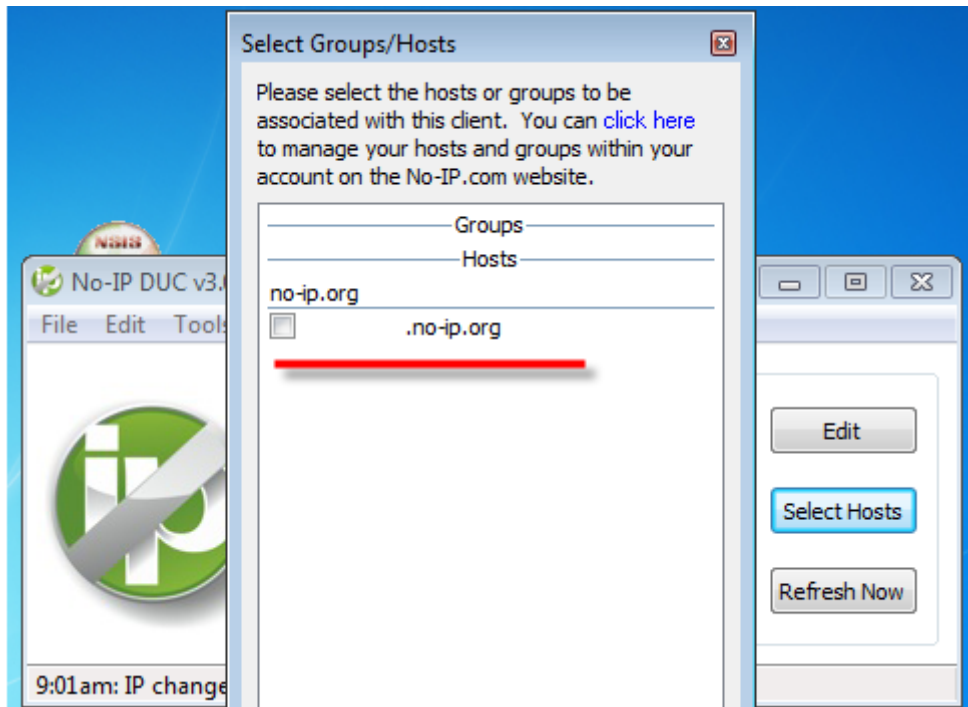 Select Groups/Hosts
Please select the hosts or groups to be
associated with this client. You can click here
to manage your hosts and groups within your
account on the No-IP.com website.
Groups
Hosts
no-ip.org
.no-ip.org
NSIS
No-IP DUC v3.
File Edit Tools
ip
Edit
Select Hosts
Refresh Now
9:01am: IP change